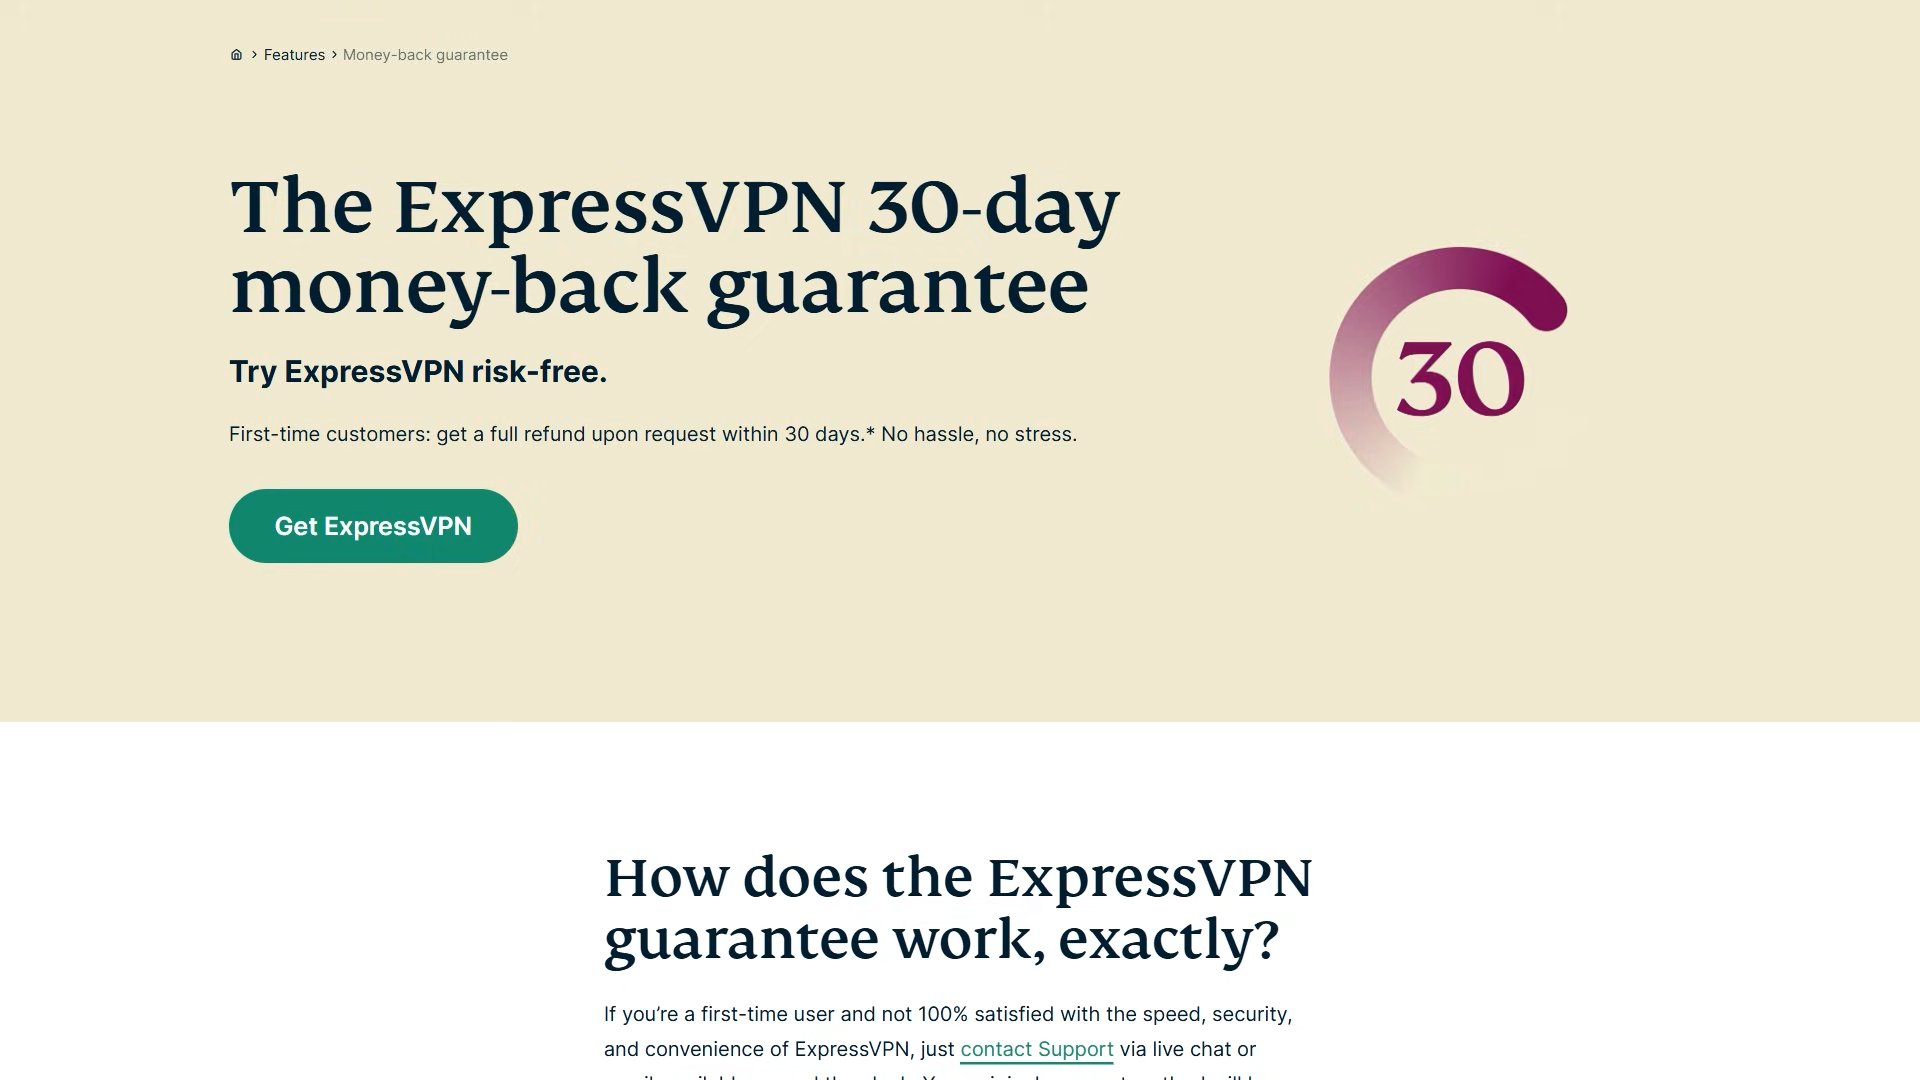 Features > Money-back guarantee
The ExpressVPN 30-day
money-back guarantee
Try ExpressVPN risk-free.
First-time customers: get a full refund upon request within 30 days.* No hassle, no stress.
Get ExpressVPN
30
How does the ExpressVPN
guarantee work, exactly?
If you’re a first-time user and not 100% satisfied with the speed, security,
and convenience of ExpressVPN, just contact Support via live chat or